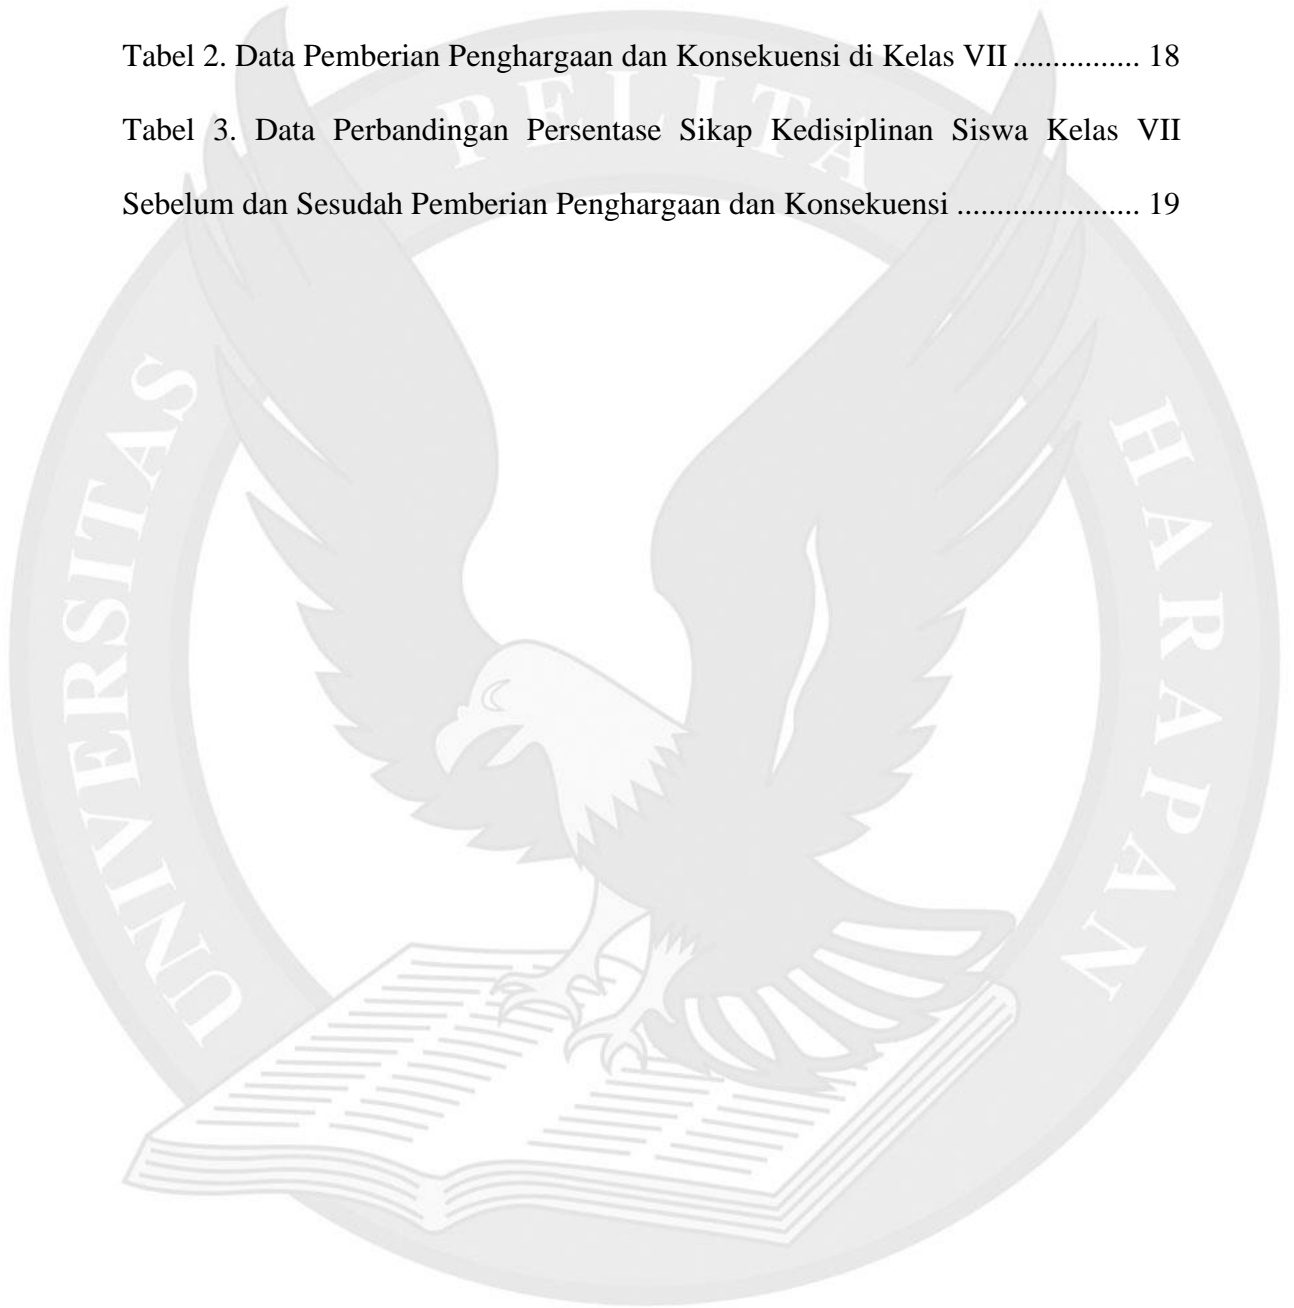 Tabel 2. Data Pemberian Penghargaan dan Konsekuensi di Kelas VII ................ 18
Tabel 3. Data Perbandingan Persentase Sikap Kedisiplinan Siswa Kelas VII
Sebelum dan Sesudah Pemberian Penghargaan dan Konsekuensi ....................... 19
UNIVERSITAS PELITA HARAPAN